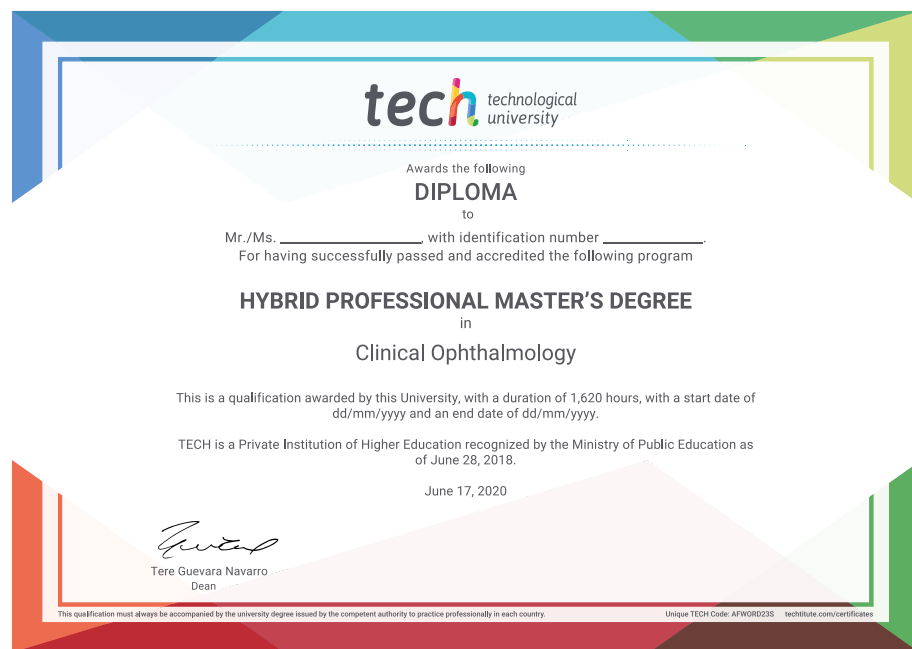 tech technological
university
Awards the following
DIPLOMA
to
Mr./Ms. ____________________, with identification number ______________.
For having successfully passed and accredited the following program
HYBRID PROFESSIONAL MASTER'S DEGREE
in
Clinical Ophthalmology
This is a qualification awarded by this University, with a duration of 1,620 hours, with a start date of
dd/mm/yyyy and an end date of dd/mm/yyyy.
TECH is a Private Institution of Higher Education recognized by the Ministry of Public Education as
of June 28, 2018.
June 17, 2020
Tere Guevara Navarro
Dean
This qualification must always be accompanied by the university degree issued by the competent authority to practice professionally in each country. Unique TECH Code: AFWORD23S techtitute.com/certificates